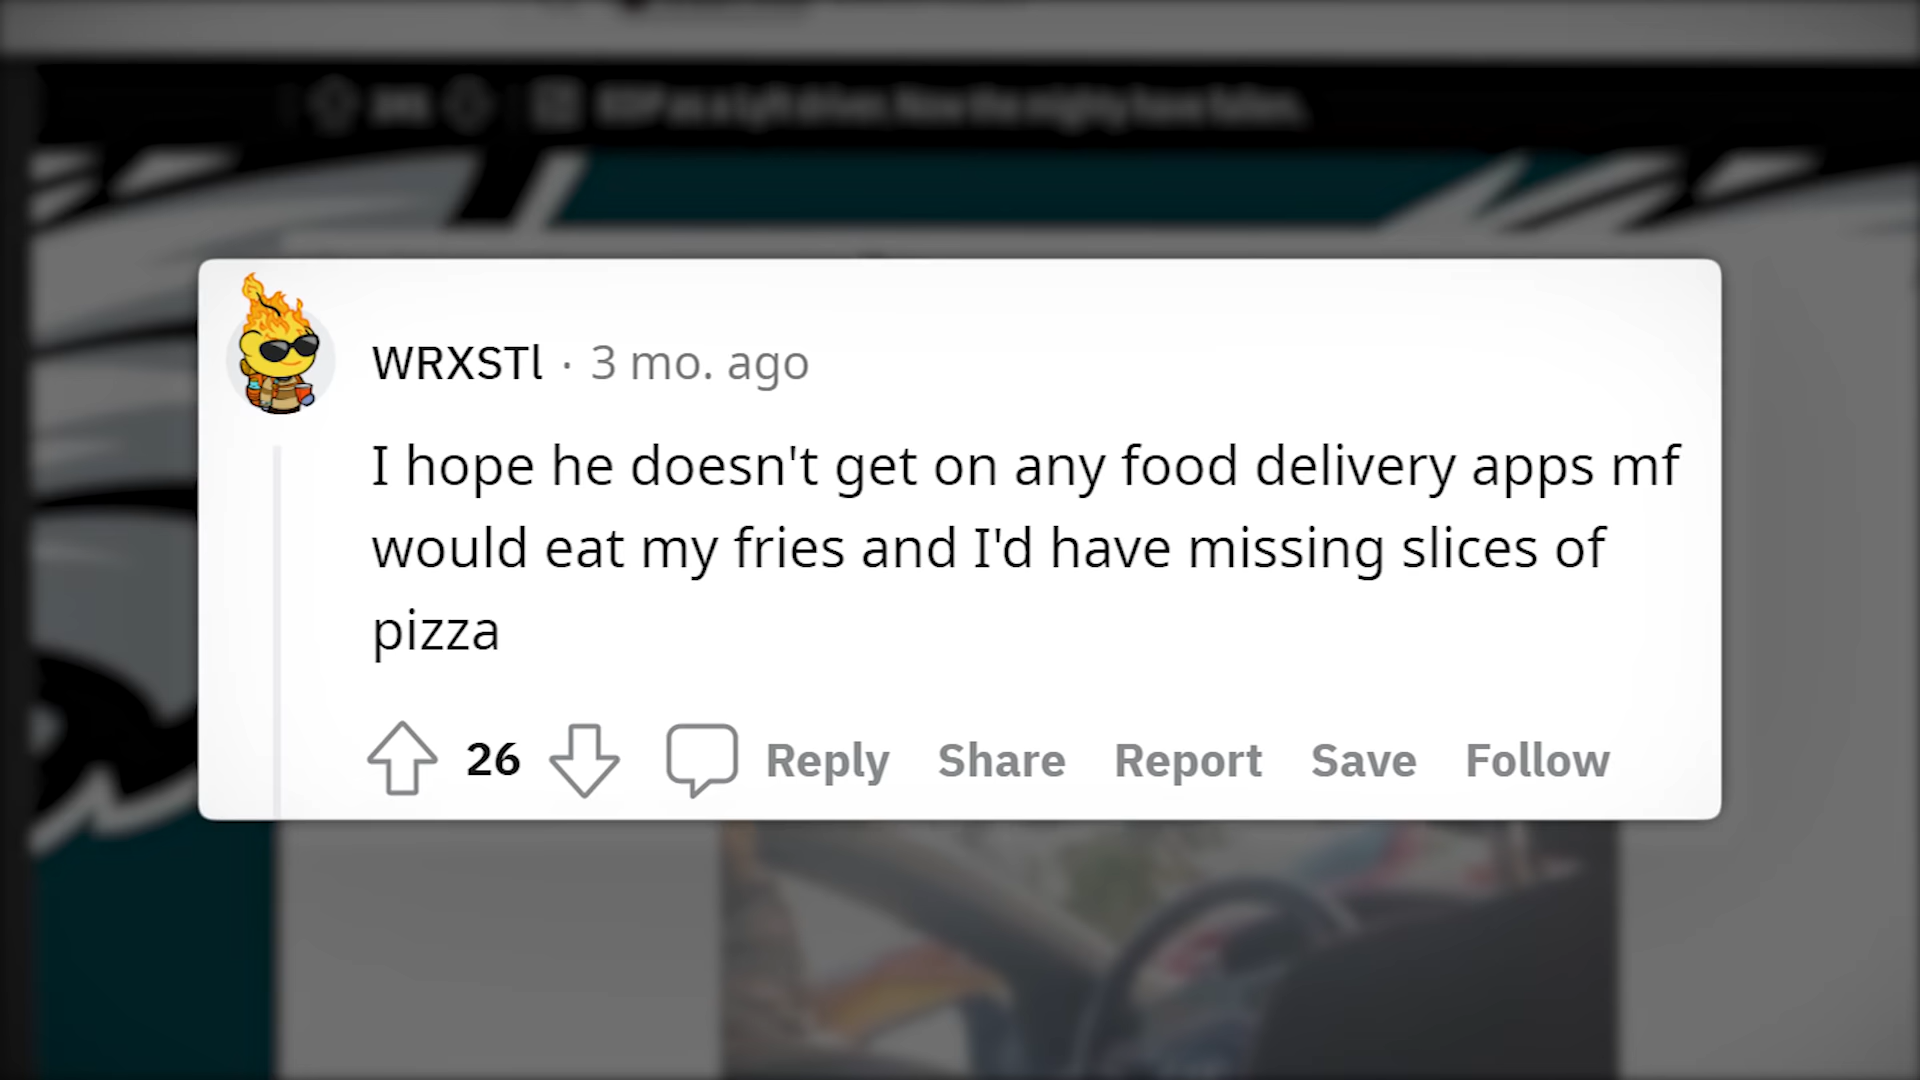 WRXSTl · 3 mo. ago
I hope he doesn't get on any food delivery apps mf
would eat my fries and I'd have missing slices of
pizza
26 Reply Share Report Save Follow